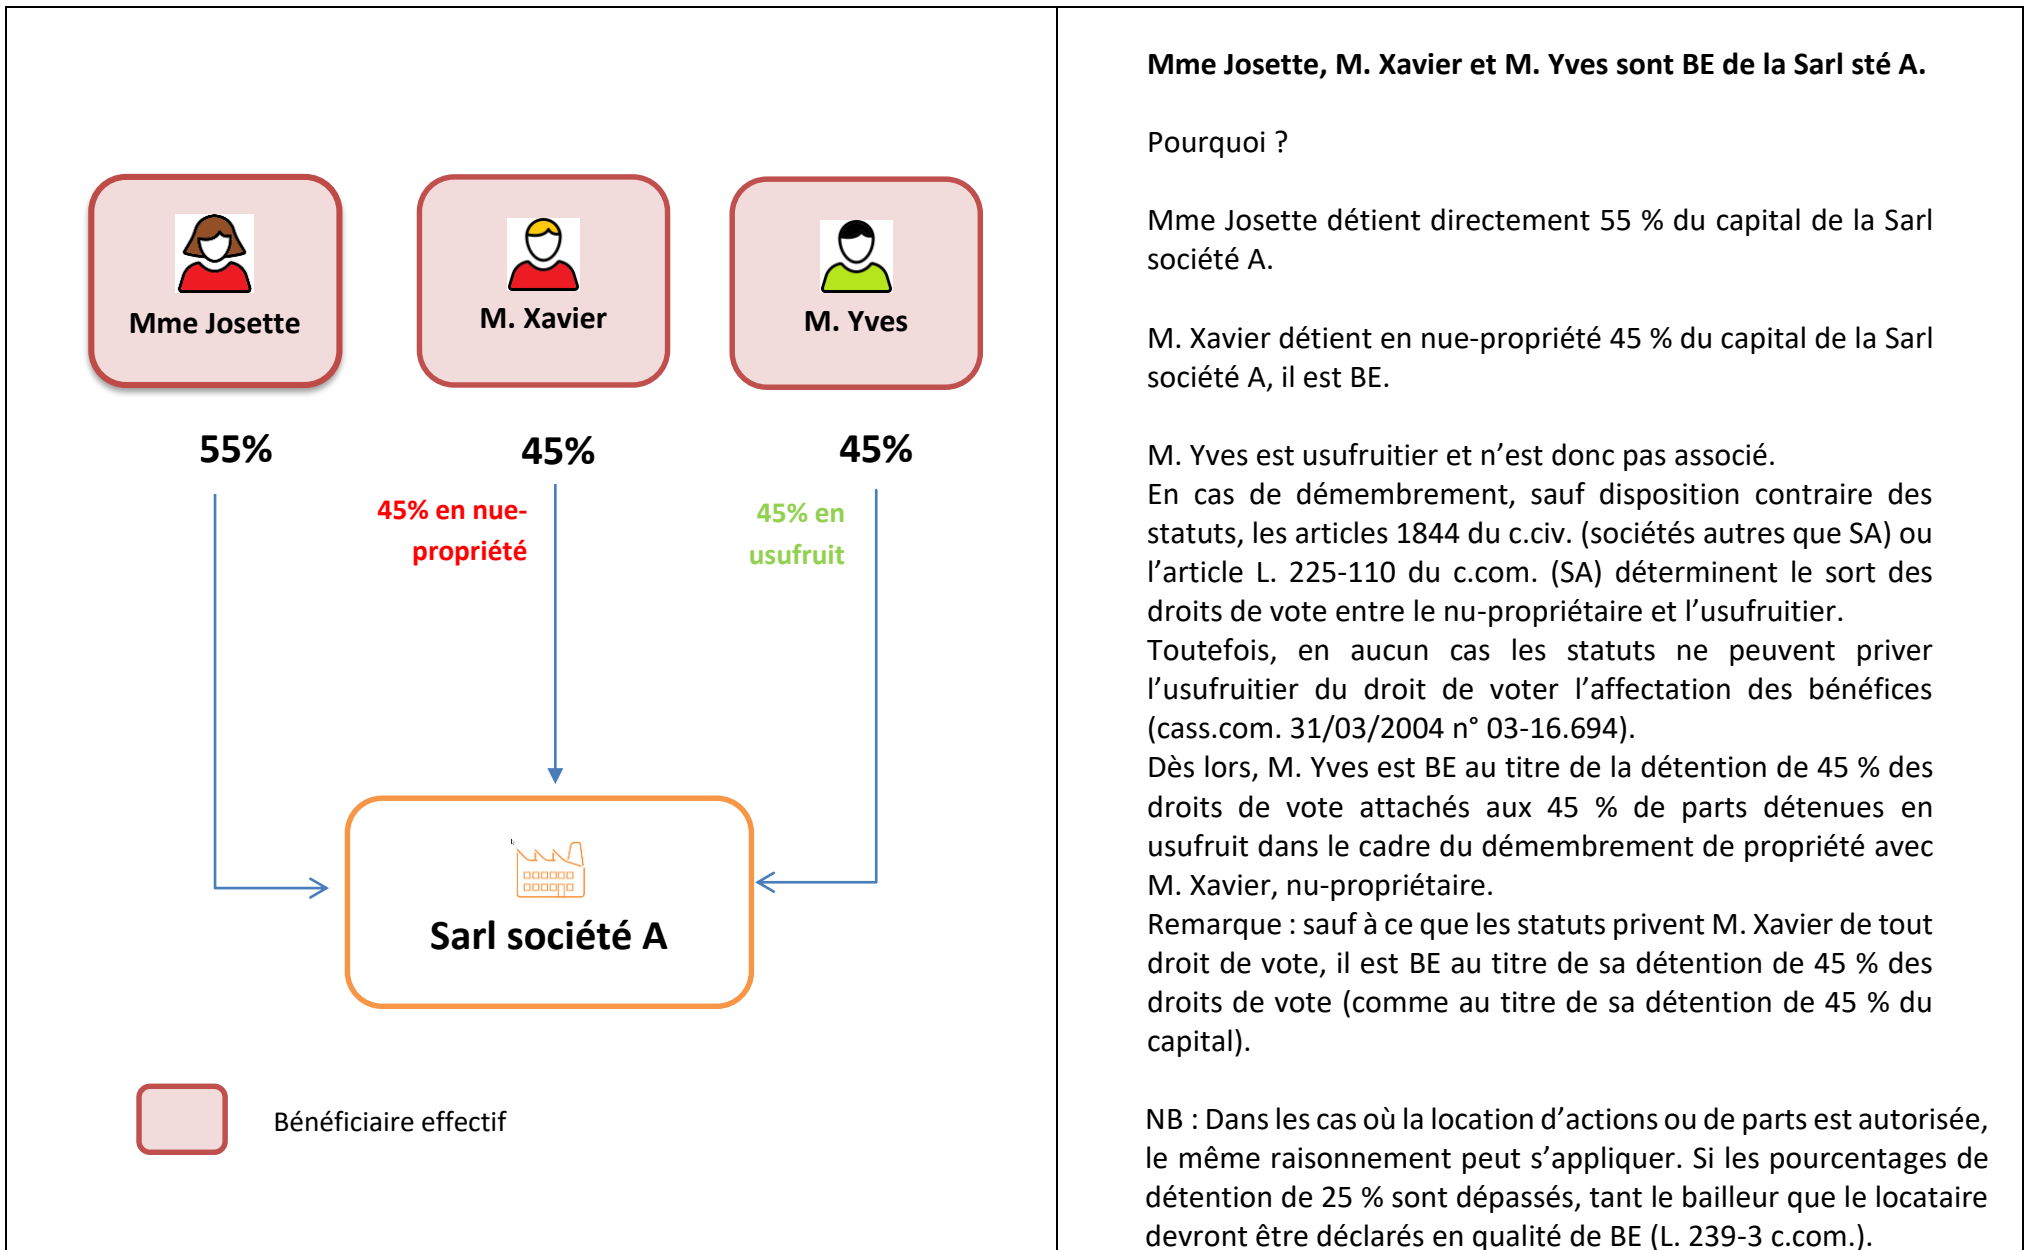 Mme Josette
M. Xavier
M. Yves
55%
45%
45%
45% en nue-
propriété
45% en
usufruit
Sarl société A
Bénéficiaire effectif
Mme Josette, M. Xavier et M. Yves sont BE de la Sarl sté A.
Pourquoi ?
Mme Josette détient directement 55 % du capital de la Sarl
société A.
M. Xavier détient en nue-propriété 45 % du capital de la Sarl
société A, il est BE.
M. Yves est usufruitier et n’est donc pas associé.
En cas de démembrement, sauf disposition contraire des
statuts, les articles 1844 du c.civ. (sociétés autres que SA) ou
l’article L. 225-110 du c.com. (SA) déterminent le sort des
droits de vote entre le nu-propriétaire et l’usufruitier.
Toutefois, en aucun cas les statuts ne peuvent priver
l’usufruitier du droit de voter l’affectation des bénéfices
(cass.com. 31/03/2004 n° 03-16.694).
Dès lors, M. Yves est BE au titre de la détention de 45 % des
droits de vote attachés aux 45 % de parts détenues en
usufruit dans le cadre du démembrement de propriété avec
M. Xavier, nu-propriétaire.
Remarque : sauf à ce que les statuts privent M. Xavier de tout
droit de vote, il est BE au titre de sa détention de 45 % des
droits de vote (comme au titre de sa détention de 45 % du
capital).
NB : Dans les cas où la location d’actions ou de parts est autorisée,
le même raisonnement peut s’appliquer. Si les pourcentages de
détention de 25 % sont dépassés, tant le bailleur que le locataire
devront être déclarés en qualité de BE (L. 239-3 c.com.).